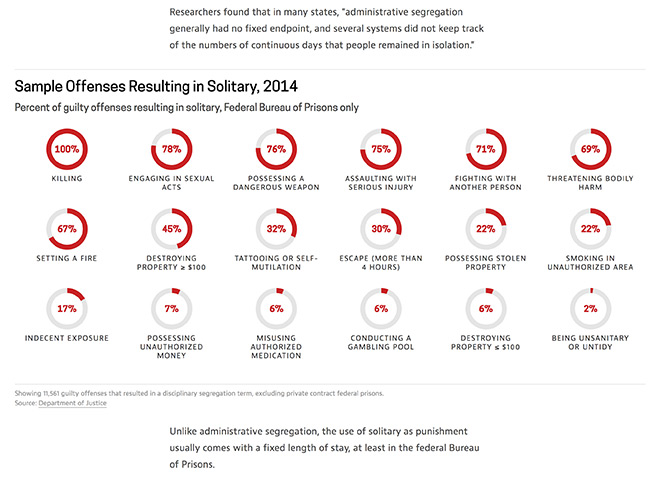 Researchers found that in many states, "administrative segregation
generally had no fixed endpoint, and several systems did not keep track
of the numbers of continuous days that people remained in isolation."
Sample Offenses Resulting in Solitary, 2014
Percent of guilty offenses resulting in solitary, Federal Bureau of Prisons only
100%
KILLING
78%
ENGAGING IN SEXUAL
ACTS
76%
POSSESSING A
DANGEROUS WEAPON
75%
ASSAULTING WITH
SERIOUS INJURY
71%
FIGHTING WITH
ANOTHER PERSON
69%
THREATENING BODILY
HARM
67%
SETTING A FIRE
45%
DESTROYING
PROPERTY ≥ $100
32%
TATTOOING OR SELF-
MUTILATION
30%
ESCAPE (MORE THAN
4 HOURS)
22%
POSSESSING STOLEN
PROPERTY
22%
SMOKING IN
UNAUTHORIZED AREA
17%
INDECENT EXPOSURE
7%
POSSESSING
UNAUTHORIZED
MONEY
6%
MISUSING
AUTHORIZED
MEDICATION
6%
CONDUCTING A
GAMBLING POOL
6%
DESTROYING
PROPERTY ≤ $100
2%
BEING UNSANITARY
OR UNTIDY
Showing 11,561 guilty offenses that resulted in a disciplinary segregation term, excluding private contract federal prisons.
Source: Department of Justice
Unlike administrative segregation, the use of solitary as punishment
usually comes with a fixed length of stay, at least in the federal Bureau
of Prisons.